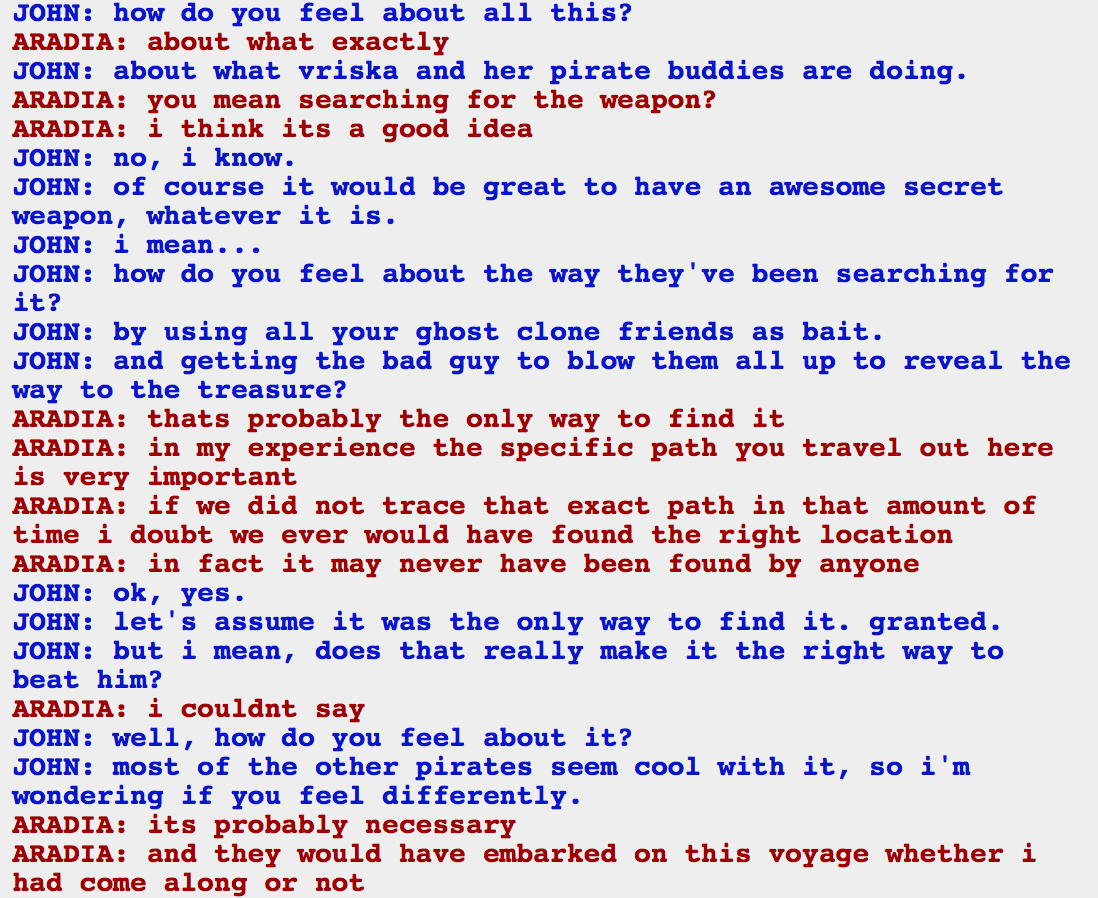 JOHN: how do you feel about all this?
ARADIA: about what exactly
JOHN: about what vriska and her pirate buddies are doing.
ARADIA: you mean searching for the weapon?
ARADIA: i think its a good idea
JOHN: no, i know.
JOHN: of course it would be great to have an awesome secret
weapon, whatever it is.
JOHN: i mean...
JOHN: how do you feel about the way they've been searching for
it?
JOHN: by using all your ghost clone friends as bait.
JOHN: and getting the bad guy to blow them all up to reveal the
way to the treasure?
ARADIA: thats probably the only way to find it
ARADIA: in my experience the specific path you travel out here
is very important
ARADIA: if we did not trace that exact path in that amount of
time i doubt we ever would have found the right location
ARADIA: in fact it may never have been found by anyone
JOHN: ok, yes.
JOHN: let's assume it was the only way to find it. granted.
JOHN: but i mean, does that really make it the right way to
beat him?
ARADIA: i couldnt say
JOHN: well, how do you feel about it?
JOHN: most of the other pirates seem cool with it, so i'm
wondering if you feel differently.
ARADIA: its probably necessary
ARADIA: and they would have embarked on this voyage whether i
had come along or not